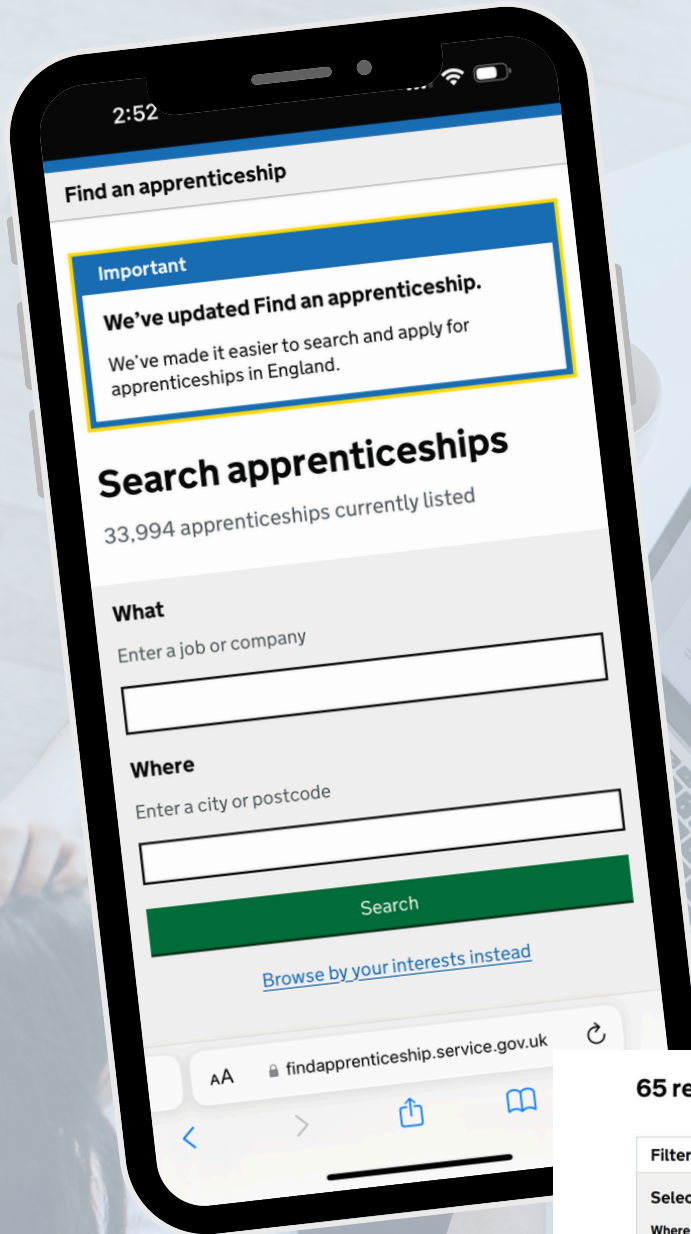 2:52
Find an apprenticeship
Important
We've updated Find an apprenticeship.
We've made it easier to search and apply for
apprenticeships in England.
Search apprenticeships
33,994 apprenticeships currently listed
What
Enter a job or company
Where
Enter a city or postcode
Search
Browse by your interests instead
AA
findapprenticeship.service.gov.uk
65 re
Filter
Selec
Where